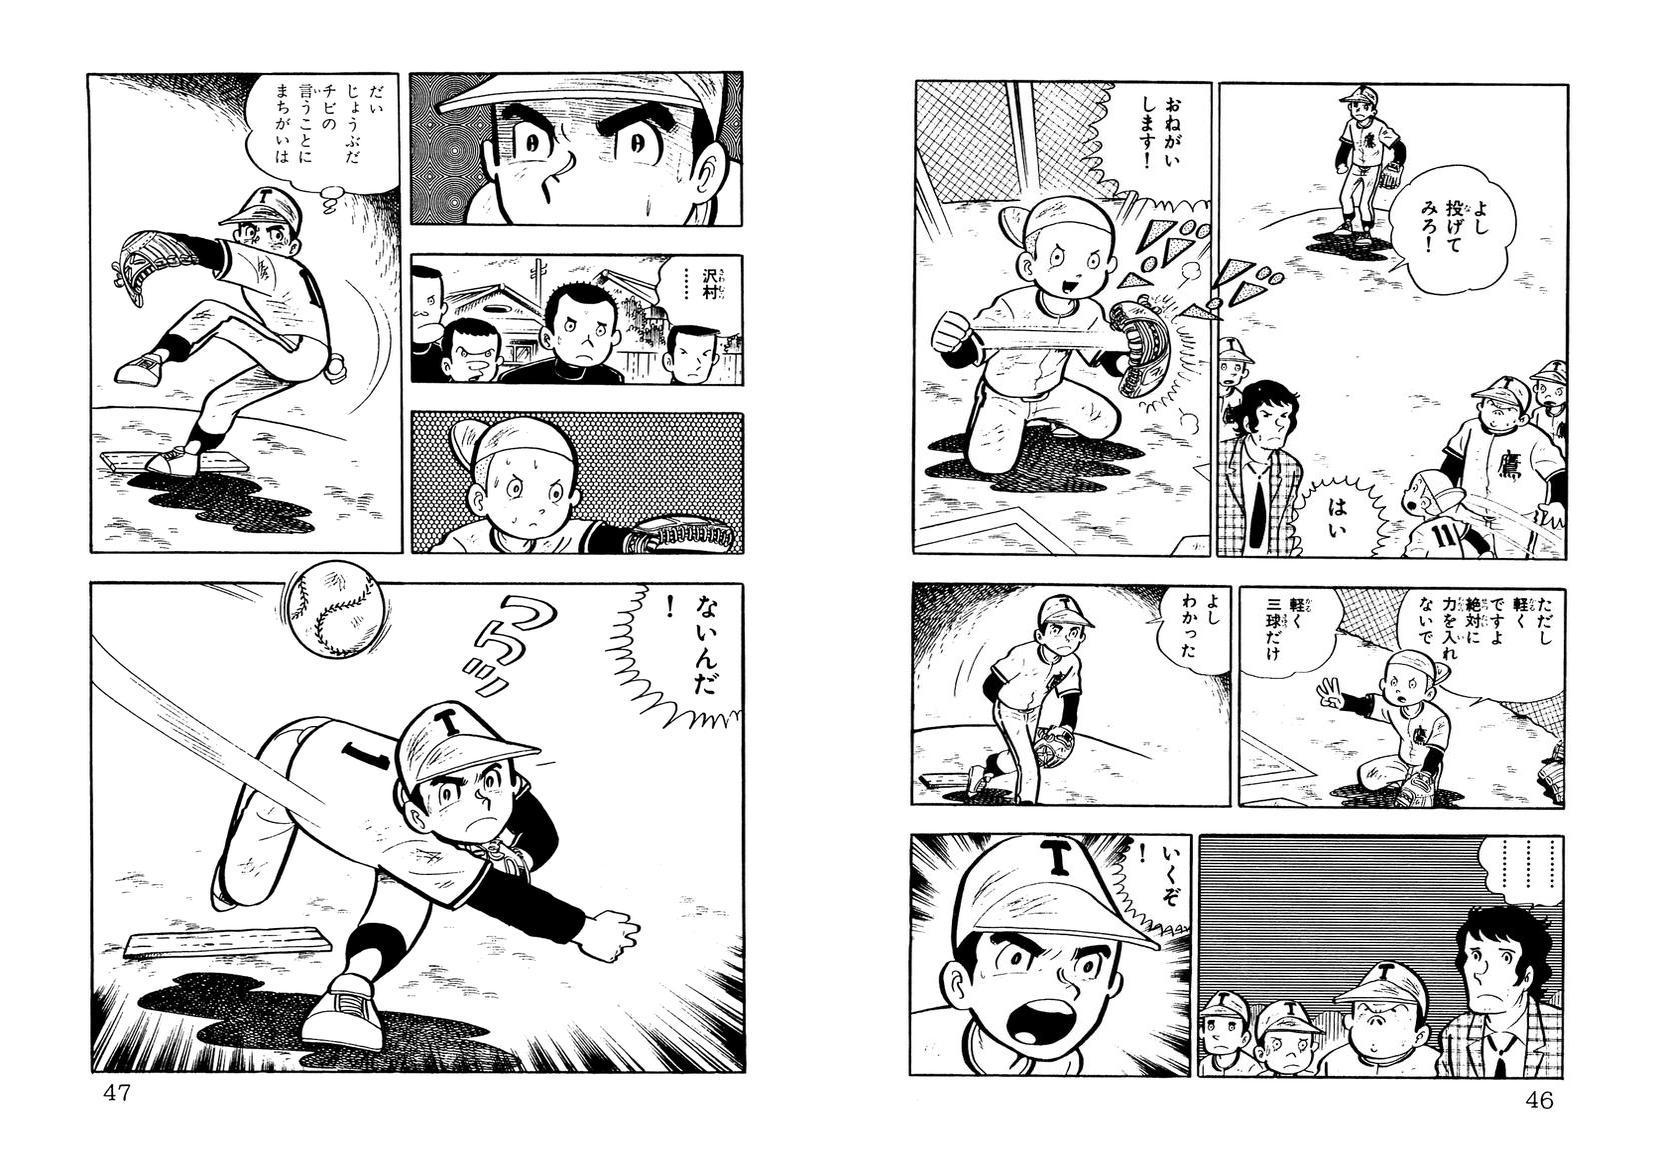 よし
投げて
みろ！
はい
おねがい
します！
バシッ
ただし
軽く
ですよ
絶対に
力を入れ
ないで
軽く
三球だけ
よし
わかった
………
………
………
いくぞ
！
46
沢村
……
だい
じょうぶだ
チビの
言うことに
まちがいは
ないんだ
！
47